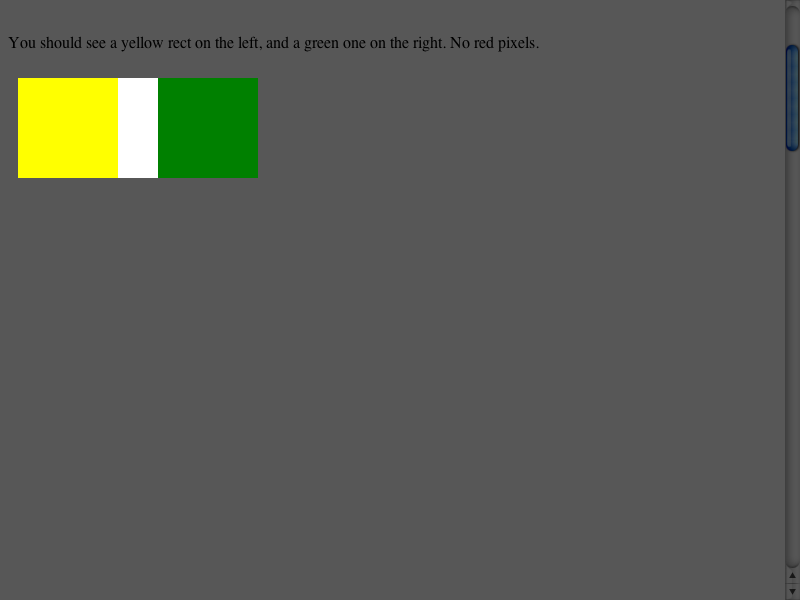 You should see a yellow rect on the left, and a green one on the right. No red pixels.